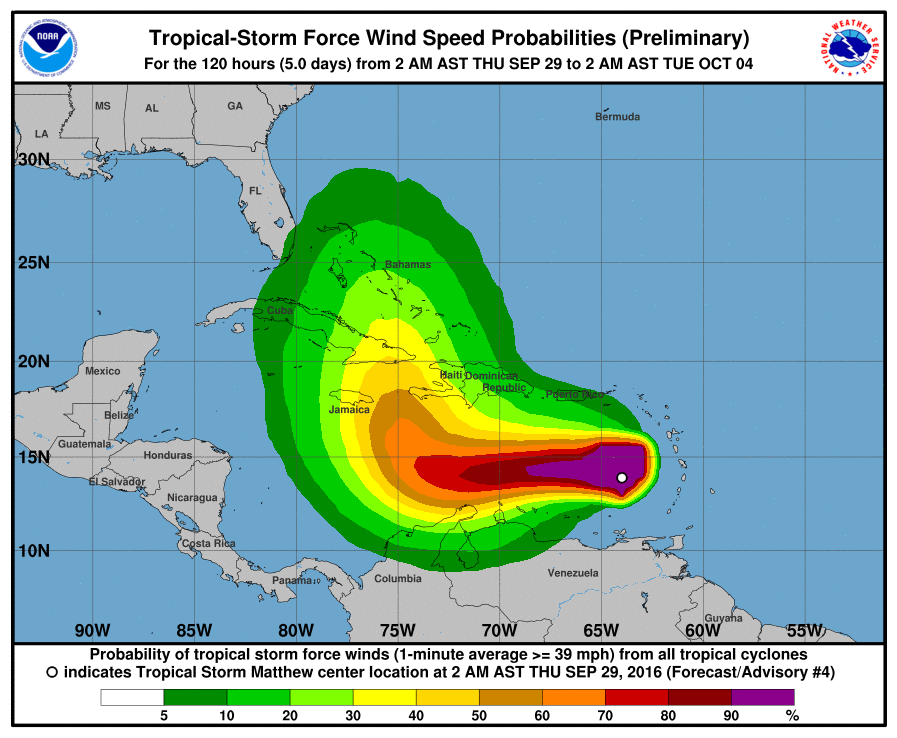 Tropical-Storm Force Wind Speed Probabilities (Preliminary)
For the 120 hours (5.0 days) from 2 AM AST THU SEP 29 to 2 AM AST TUE OCT 04
NOAA
NATIONAL WEATHER SERVICE
MS
AL
GA
Bermuda
LA
30N
FL
25N
Bahamas
Cuba
20N
Mexico
Haiti
Dominican
Republic
Puerto Rico
Jamaica
Belize
Guatemala
15N
Honduras
El Salvador
Nicaragua
Costa Rica
10N
Panama
Columbia
Venezuela
Guyana
90W 85W 80W 75W 70W 65W 60W 55W
Probability of tropical storm force winds (1-minute average >= 39 mph) from all tropical cyclones
indicates Tropical Storm Matthew center location at 2 AM AST THU SEP 29, 2016 (Forecast/Advisory #4)
5 10 20 30 40 50 60 70 80 90 %